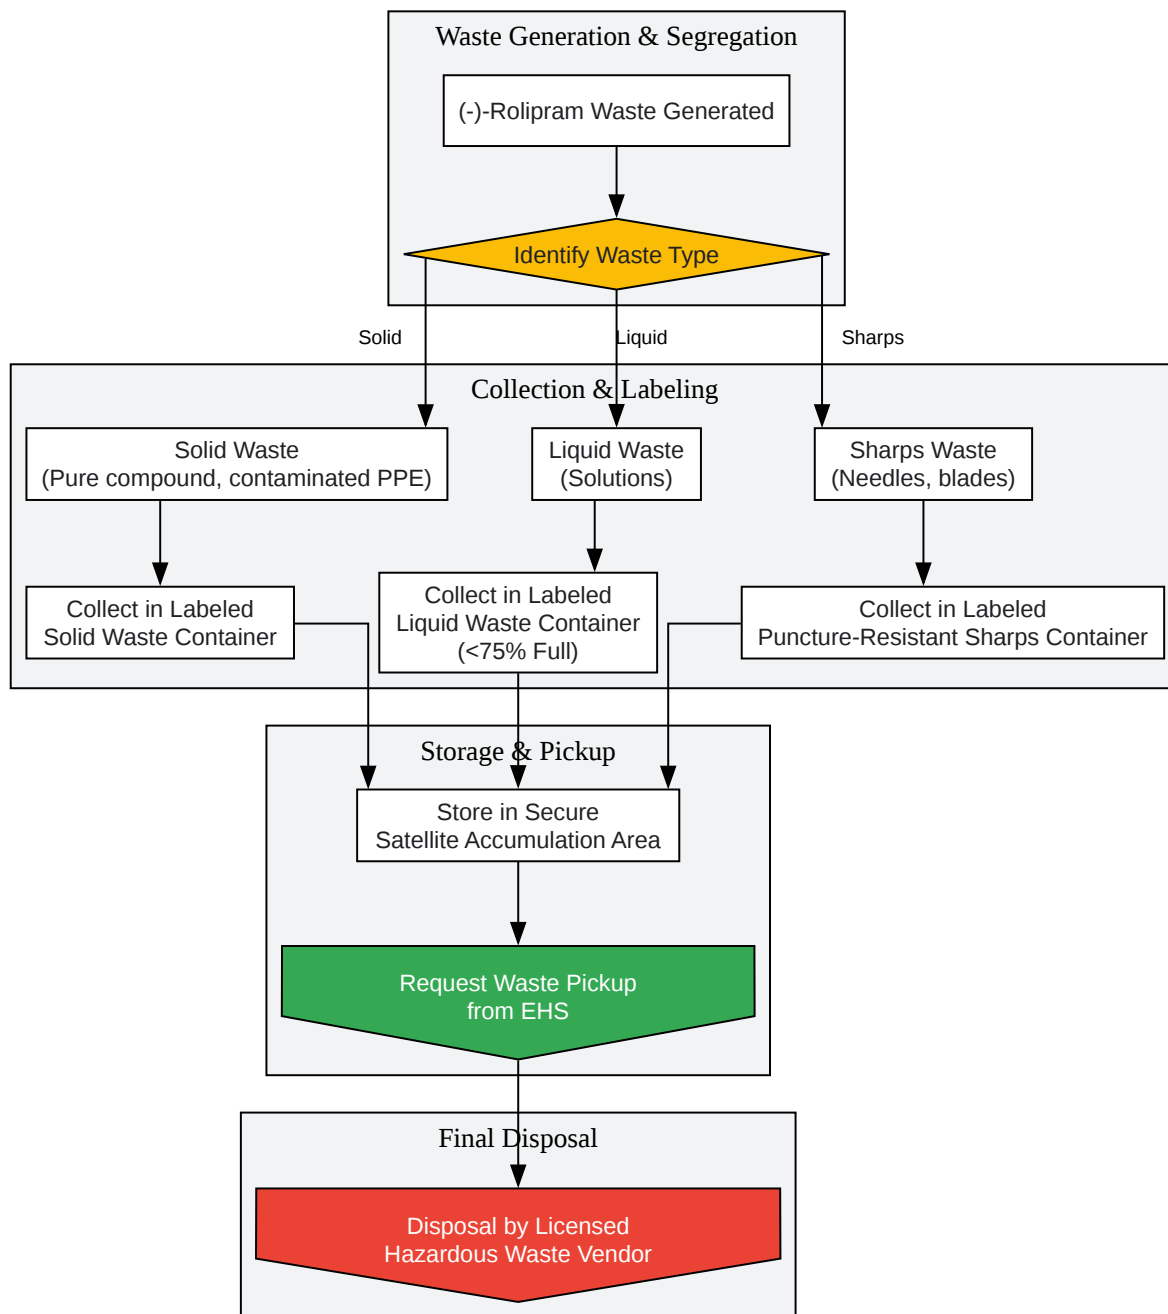 Waste Generation & Segregation
(-)-Rolipram Waste Generated
Identify Waste Type
Solid
Liquid
Sharps
Collection & Labeling
Solid Waste
(Pure compound, contaminated PPE)
Liquid Waste
(Solutions)
Sharps Waste
(Needles, blades)
Collect in Labeled
Solid Waste Container
Collect in Labeled
Liquid Waste Container
(<75% Full)
Collect in Labeled
Puncture-Resistant Sharps Container
Storage & Pickup
Store in Secure
Satellite Accumulation Area
Request Waste Pickup
from EHS
Final Disposal
Disposal by Licensed
Hazardous Waste Vendor